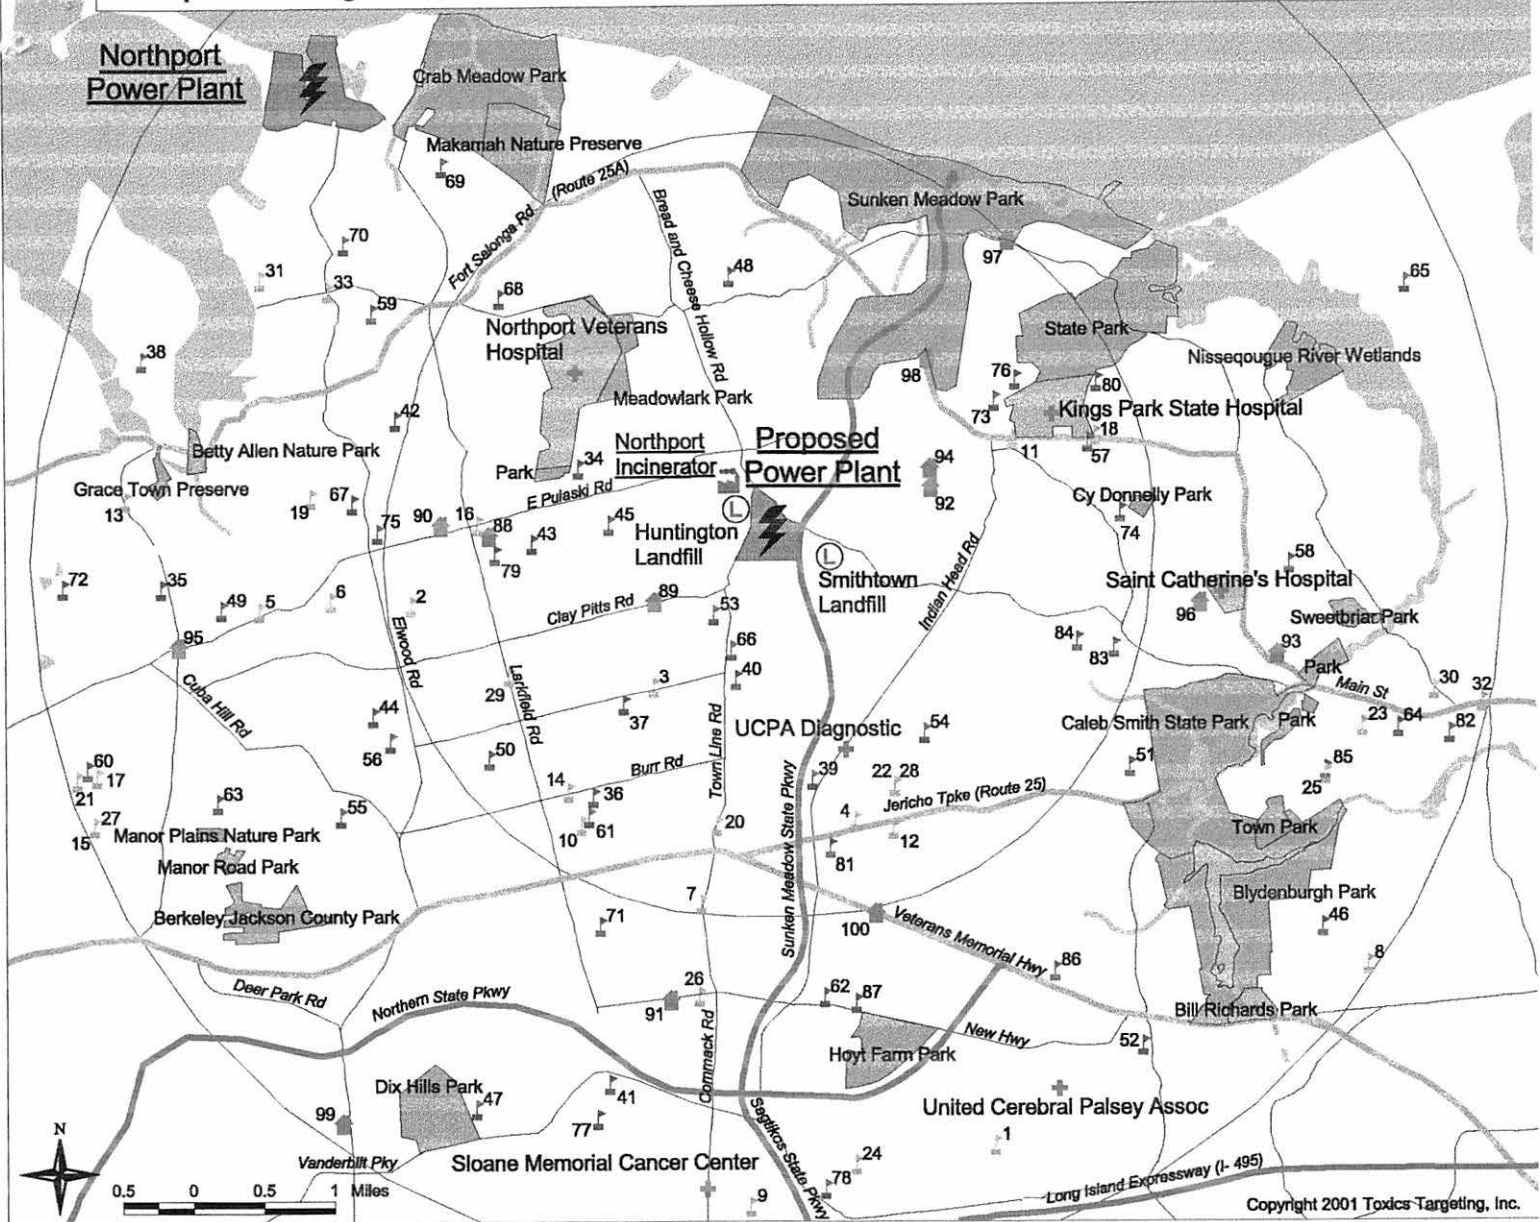 Northport
Power Plant
Crab Meadow Park
Makamah Nature Preserve
69
(Route 25A)
Sunken Meadow Park
Fort Salonga Rd
Bread and Cheese Hollow Rd
70
31
33
59
68
48
97
65
Northport Veterans
Hospital
State Park
Nisseqougue River Wetlands
38
98
76
80
73
Meadowlark Park
Kings Park State Hospital
42
18
11
57
Betty Allen Nature Park
Northport
Incinerator
Proposed
Power Plant
94
92
Park
34
E Pulaski Rd
Grace Town Preserve
13
19
67
75
90
16
88
43
45
79
Huntington
Landfill
L
L
Smithtown
Landfill
Cy Donnelly Park
74
Indian Head Rd
58
Saint Catherine's Hospital
96
Sweetbriar Park
72
35
49
5
6
2
Clay Pitts Rd
89
53
66
40
84
83
93
Park
95
Elwood Rd
Cuba Hill Rd
29
Larkfield Rd
3
37
Main St
30
32
44
56
50
Town Line Rd
UCPA Diagnostic
54
Caleb Smith State Park
Park
23
64
82
60
17
21
63
55
14
Burr Rd
36
10
61
39
22
28
Jericho Tpke (Route 25)
51
85
25
27
15
Manor Plains Nature Park
20
4
12
81
Town Park
Manor Road Park
Sunken Meadow State Pkwy
Berkeley Jackson County Park
7
71
100
Veterans Memorial Hwy
Blydenburgh Park
46
8
86
Deer Park Rd
Northern State Pkwy
26
91
62
87
New Hwy
Bill Richards Park
Commack Rd
Hoyt Farm Park
52
Dix Hills Park
47
41
77
99
United Cerebral Palsey Assoc
1
N
Vanderbilt Pky
Sloane Memorial Cancer Center
Sagtikos State Pkwy
24
78
9
0.5 0 0.5 1 Miles
Long Island Expressway (I- 495)
Copyright 2001 Toxics Targeting, Inc.